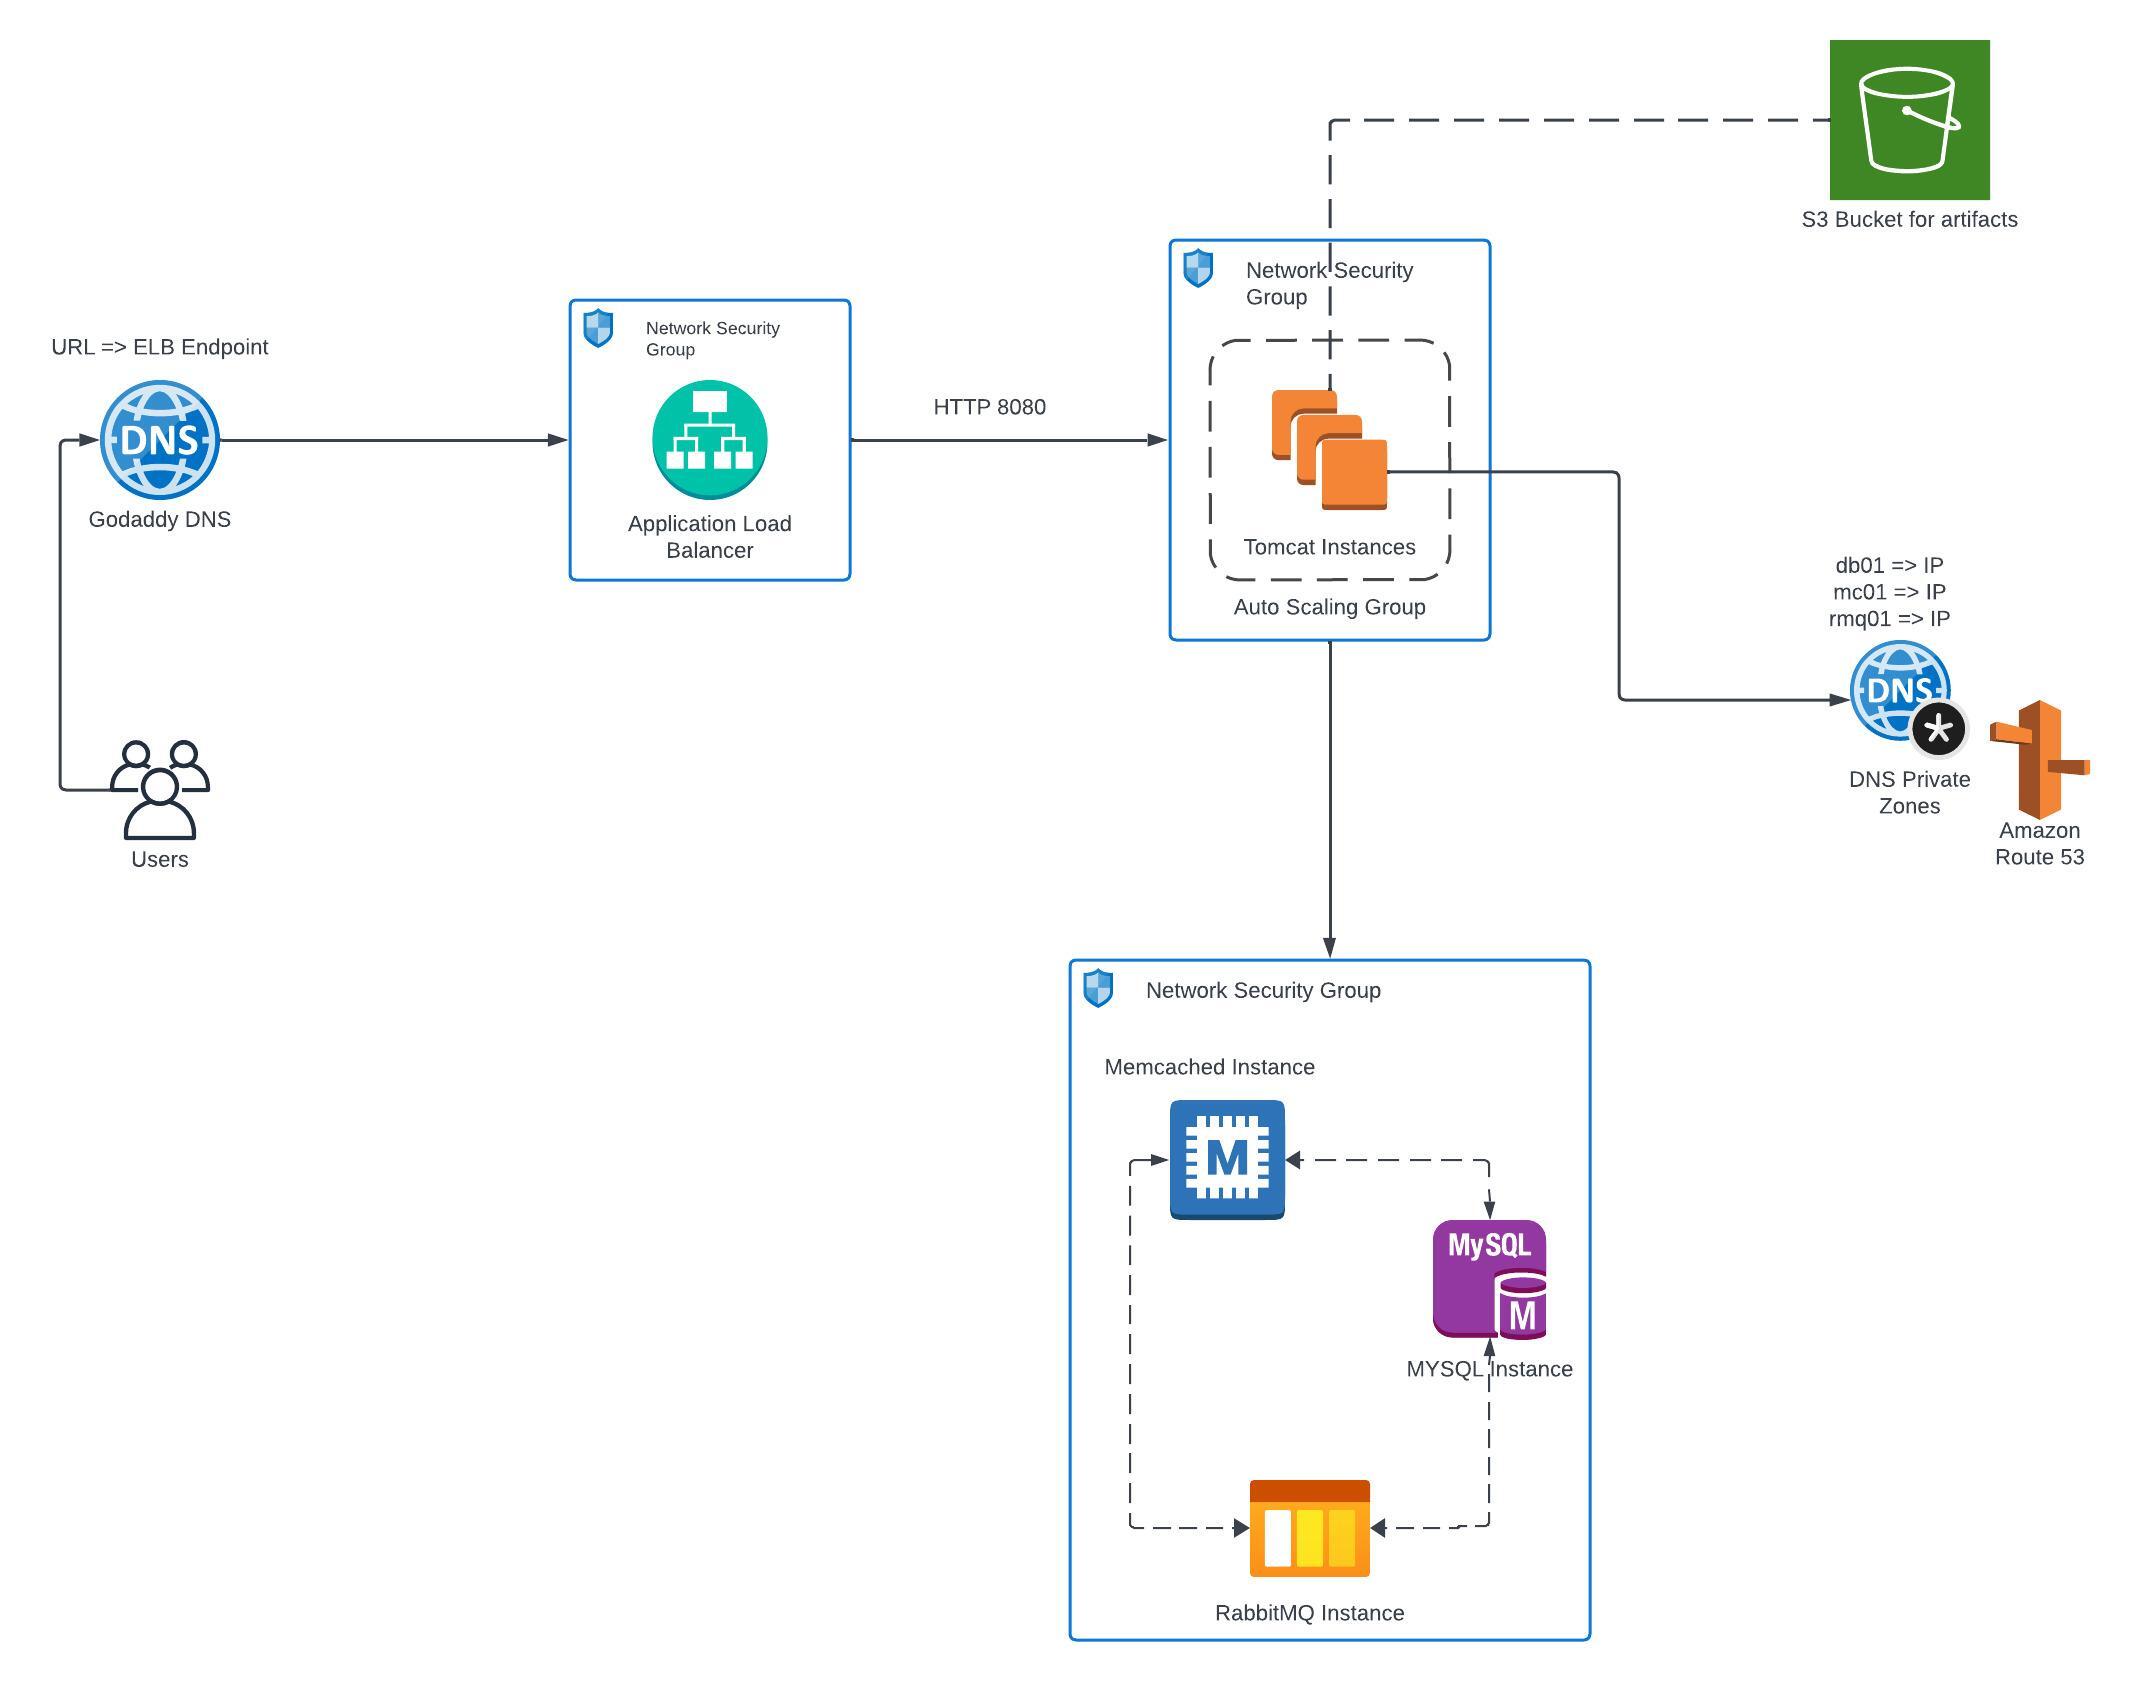 S3 Bucket for artifacts
Network Security
Group
Network Security
Group
URL => ELB Endpoint
DNS
Godaddy DNS
HTTP 8080
Application Load
Balancer
Tomcat Instances
Auto Scaling Group
db01 => IP
mc01 => IP
rmq01 => IP
DNS
*
DNS Private
Zones
Amazon
Route 53
Users
Network Security Group
Memcached Instance
M
MySQL
M
MYSQL Instance
RabbitMQ Instance